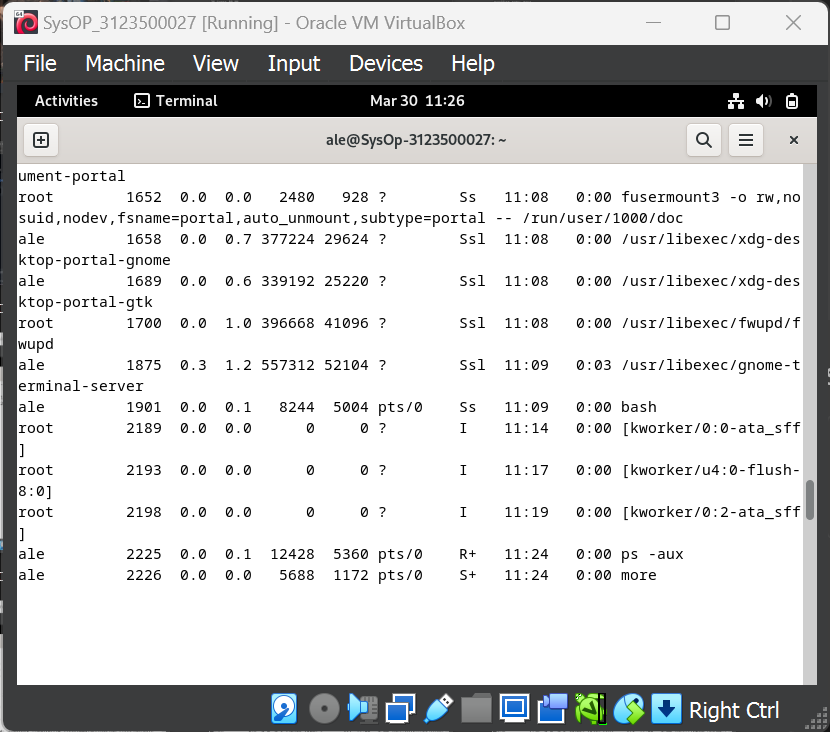 SysOP_3123500027 [Running] - Oracle VM VirtualBox
File Machine View Input Devices Help
Activities Terminal Mar 30 11:26
ale@SysOp-3123500027: ~
ument-portal
root 1652 0.0 0.0 2480 928 ? Ss 11:08 0:00 fusermount3 -o rw,no
suid,nodev,fsname=portal,auto_unmount,subtype=portal -- /run/user/1000/doc
ale 1658 0.0 0.7 377224 29624 ? Ssl 11:08 0:00 /usr/libexec/xdg-des
ktop-portal-gnome
ale 1689 0.0 0.6 339192 25220 ? Ssl 11:08 0:00 /usr/libexec/xdg-des
ktop-portal-gtk
root 1700 0.0 1.0 396668 41096 ? Ssl 11:08 0:00 /usr/libexec/fwupd/f
wupd
ale 1875 0.3 1.2 557312 52104 ? Ssl 11:09 0:03 /usr/libexec/gnome-t
erminal-server
ale 1901 0.0 0.1 8244 5004 pts/0 Ss 11:09 0:00 bash
root 2189 0.0 0.0 0 0 ? I 11:14 0:00 [kworker/0:0-ata_sff
]
root 2193 0.0 0.0 0 0 ? I 11:17 0:00 [kworker/u4:0-flush-
8:0]
root 2198 0.0 0.0 0 0 ? I 11:19 0:00 [kworker/0:2-ata_sff
]
ale 2225 0.0 0.1 12428 5360 pts/0 R+ 11:24 0:00 ps -aux
ale 2226 0.0 0.0 5688 1172 pts/0 S+ 11:24 0:00 more
Right Ctrl